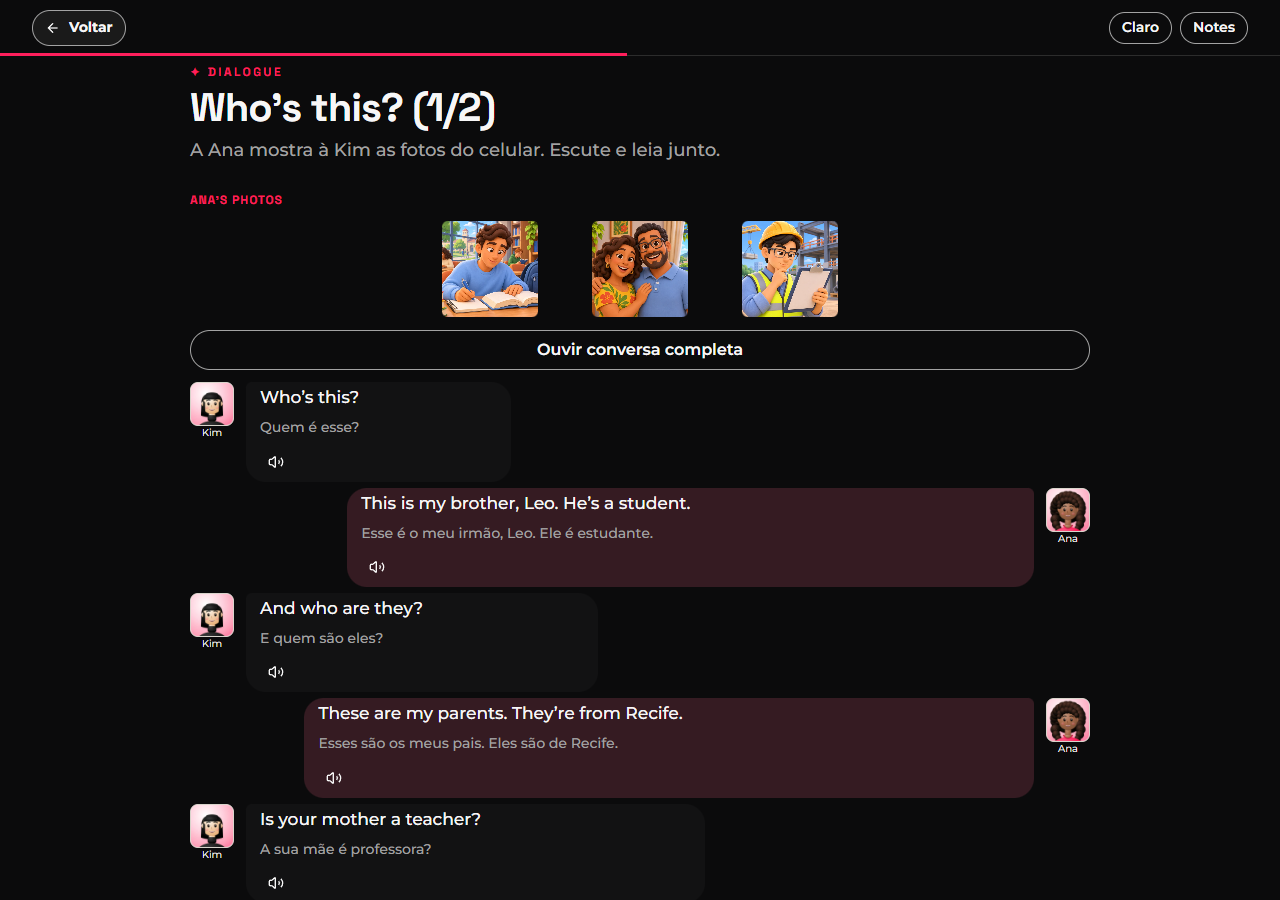 ← Voltar
Claro
Notes
✦ DIALOGUE
Who’s this? (1/2)
A Ana mostra à Kim as fotos do celular. Escute e leia junto.
ANA’S PHOTOS
Ouvir conversa completa
Who’s this?
Quem é esse?
Kim
This is my brother, Leo. He’s a student.
Esse é o meu irmão, Leo. Ele é estudante.
Ana
And who are they?
E quem são eles?
Kim
These are my parents. They’re from Recife.
Esses são os meus pais. Eles são de Recife.
Ana
Is your mother a teacher?
A sua mãe é professora?
Kim